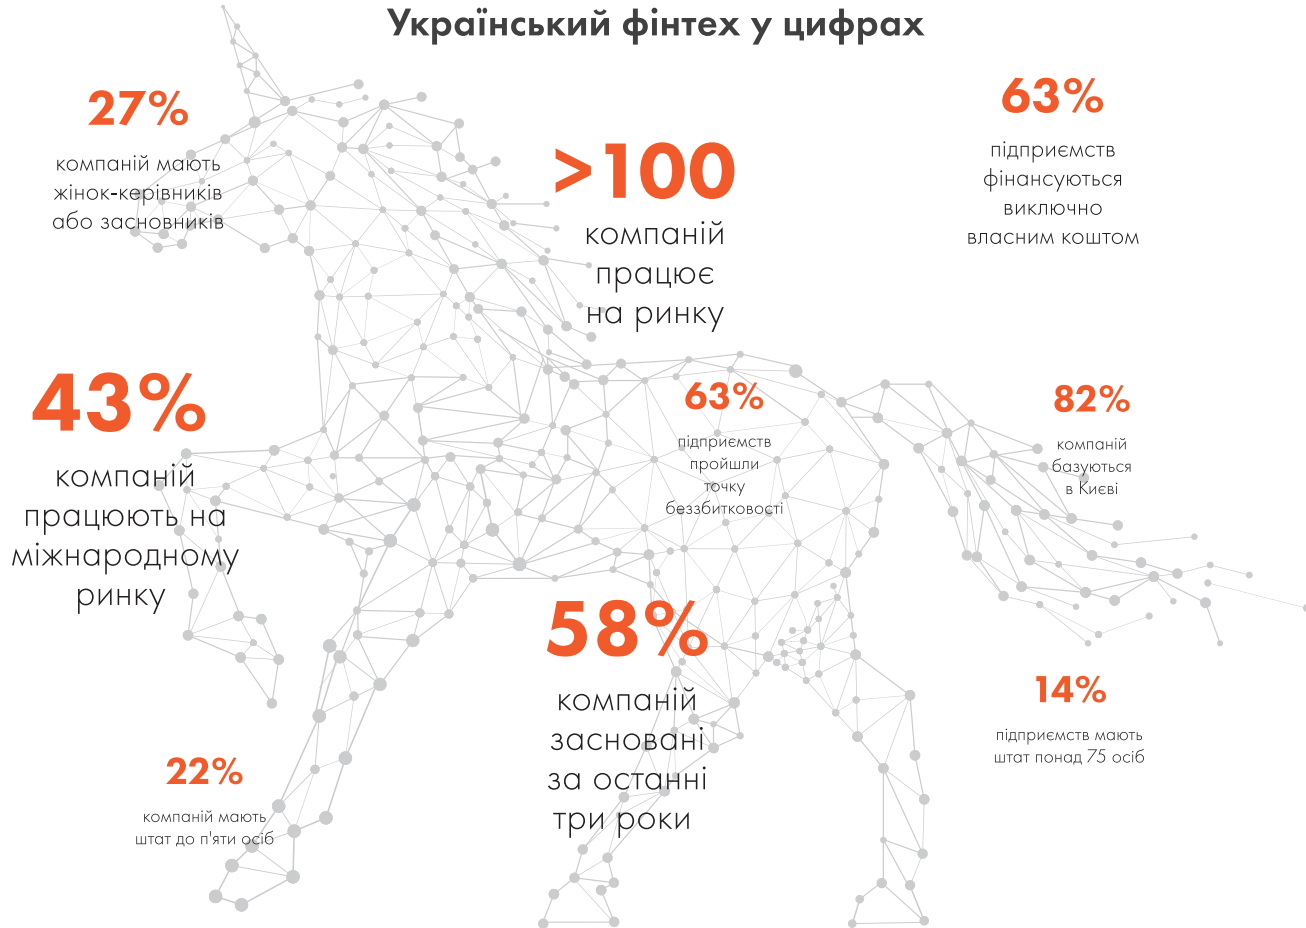 Український фінтех у цифрах
27%
компаній мають
жінок-керівників
або засновників
>100
компаній
працює
на ринку
63%
підприємств
фінансуються
виключно
власним коштом
43%
компаній
працюють на
міжнародному
ринку
63%
підприємств
пройшли
точку
беззбитковості
82%
компаній
базуються
в Києві
58%
компаній
засновані
за останні
три роки
14%
підприємств мають
штат понад 75 осіб
22%
компаній мають
штат до п'яти осіб